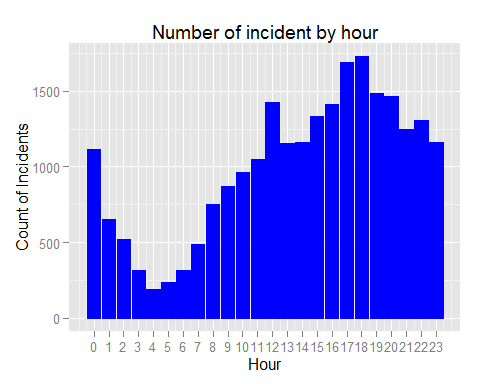 Number of incident by hour
Count of Incidents
1500
1000
500
0
0 1 2 3 4 5 6 7 8 9 10 11 12 13 14 15 16 17 18 19 20 21 22 23
Hour